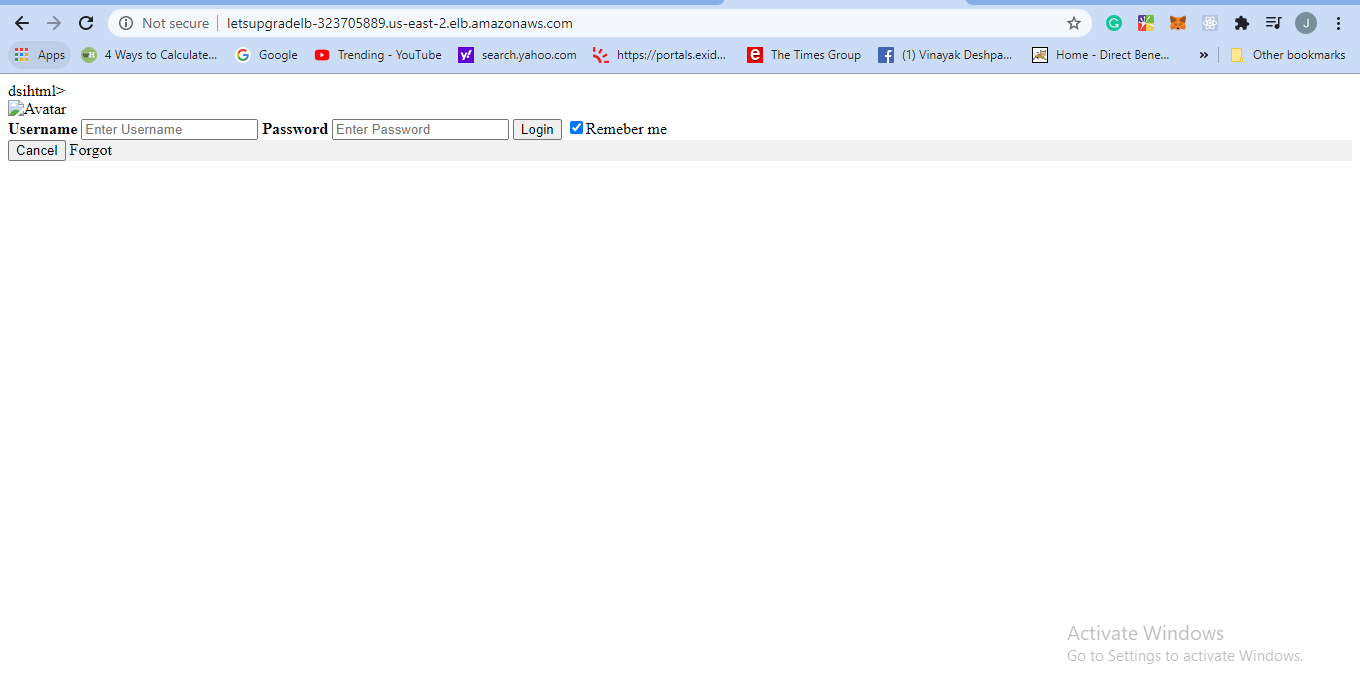 Not secure letsupgradelb-323705889.us-east-2.elb.amazonaws.com J
Apps 4 Ways to Calculate... Google Trending - YouTube search.yahoo.com https://portals.exid... The Times Group (1) Vinayak Deshpa... Home - Direct Bene... » Other bookmarks
dsihtml>
Avatar
Username Enter Username Password Enter Password Login Remeber me
Cancel Forgot
Activate Windows
Go to Settings to activate Windows.